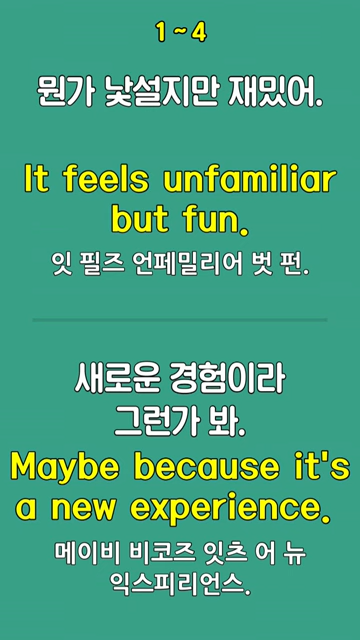 1 ~ 4
뭔가 낯설지만 재밌어.
It feels unfamiliar
but fun.
잇 필즈 언페밀리어 벗 펀.
새로운 경험이라
그런가 봐.
Maybe because it's
a new experience.
메이비 비코즈 잇츠 어 뉴
익스피리언스.